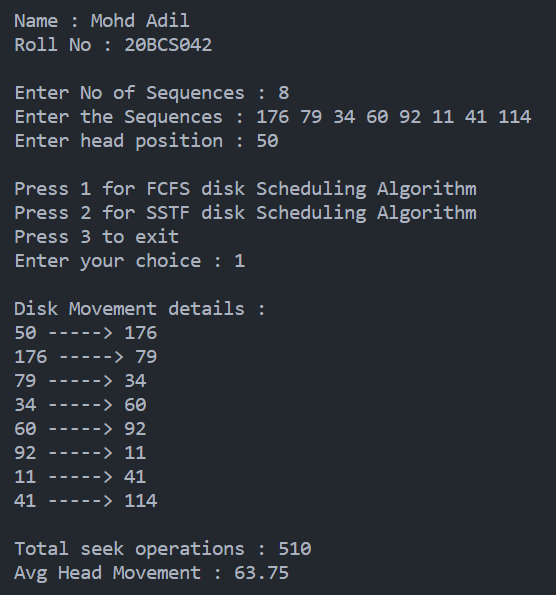 Name : Mohd Adil
Roll No : 20BCS042
Enter No of Sequences : 8
Enter the Sequences : 176 79 34 60 92 11 41 114
Enter head position : 50
Press 1 for FCFS disk Scheduling Algorithm
Press 2 for SSTF disk Scheduling Algorithm
Press 3 to exit
Enter your choice : 1
Disk Movement details :
50 -----> 176
176 -----> 79
79 -----> 34
34 -----> 60
60 -----> 92
92 -----> 11
11 -----> 41
41 -----> 114
Total seek operations : 510
Avg Head Movement : 63.75